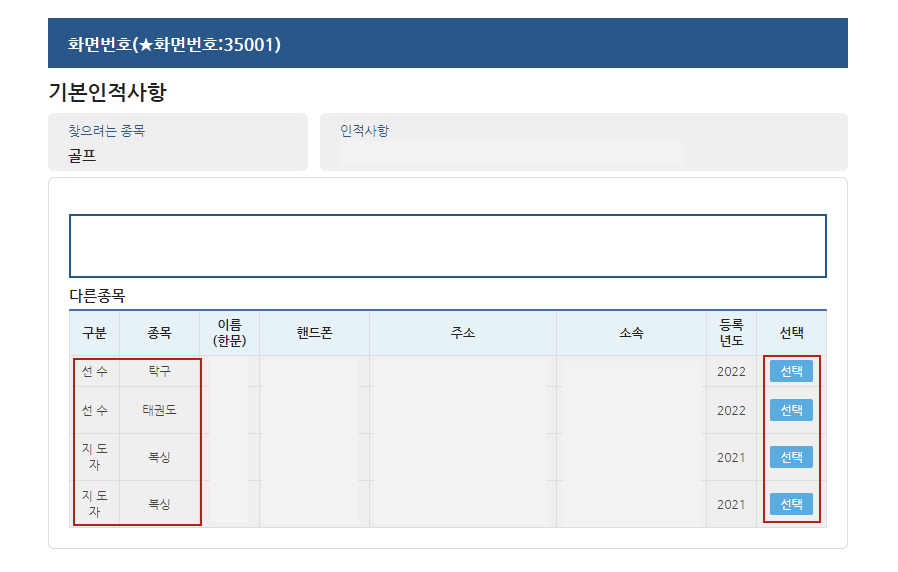 화면번호(★화면번호:35001)
기본인적사항
찾으려는 종목
골프
인적사항
다른종목
구분 종목 이름 (한문) 핸드폰 주소 소속 등록 년도 선택
선 수 탁구 2022 선택
선 수 태권도 2022 선택
지 도 자 복싱 2021 선택
지 도 자 복싱 2021 선택